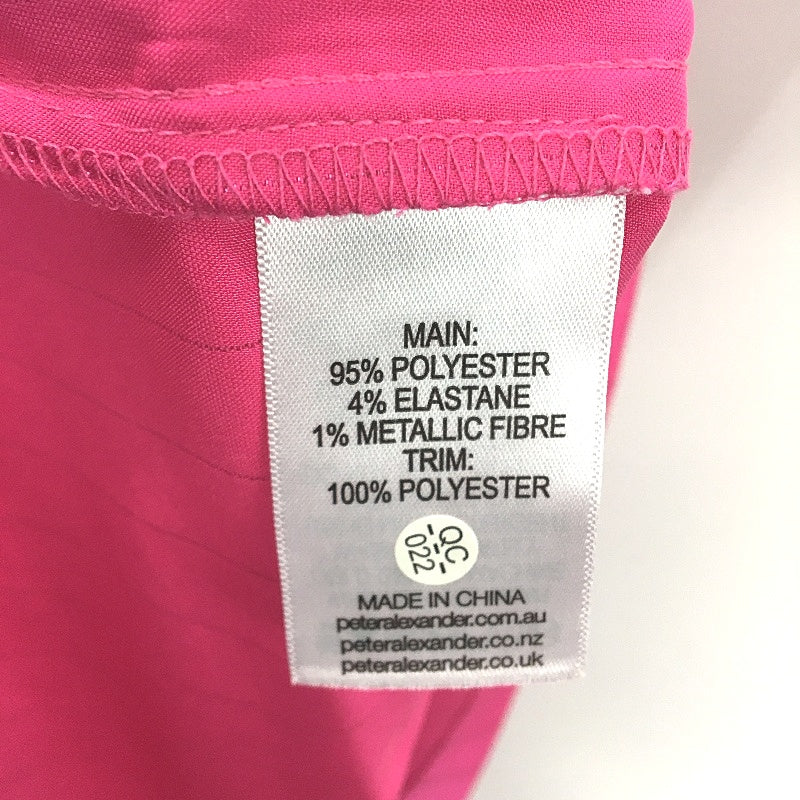 MAIN:
95% POLYESTER
4% ELASTANE
1% METALLIC FIBRE
TRIM:
100% POLYESTER
QC-
022
MADE IN CHINA
peteralexander.com.au
peteralexander.co.nz
peteralexander.co.uk